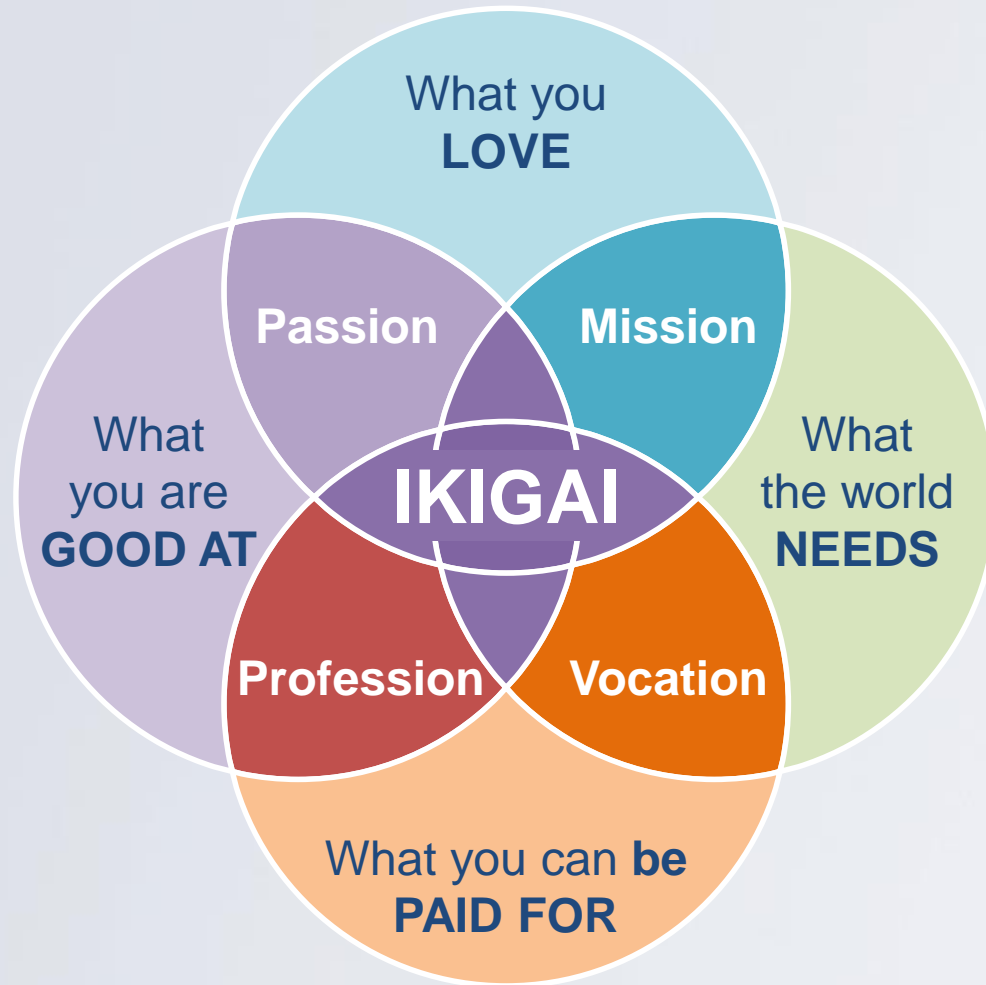 What you
LOVE
Passion
Mission
What
you are
GOOD AT
IKIGAI
What
the world
NEEDS
Profession
Vocation
What you can be
PAID FOR